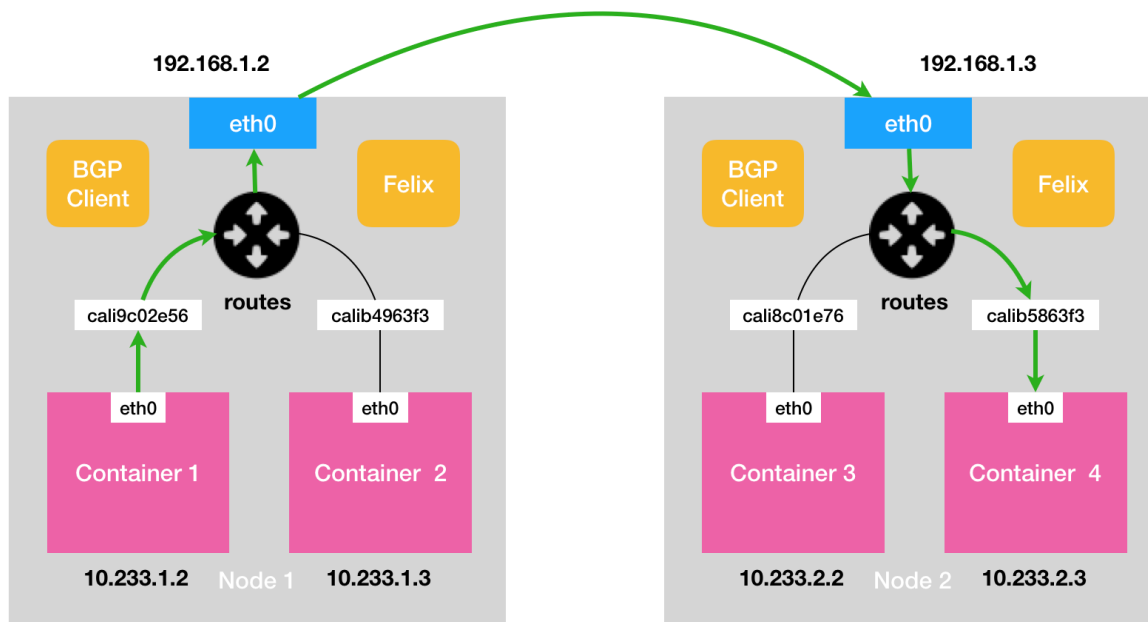 192.168.1.2
192.168.1.3
eth0
eth0
BGP
Client
Felix
BGP
Client
Felix
routes
routes
cali9c02e56
calib4963f3
cali8c01e76
calib5863f3
eth0
eth0
eth0
eth0
Container 1
Container 2
Container 3
Container 4
10.233.1.2
Node 1
10.233.1.3
10.233.2.2
Node 2
10.233.2.3